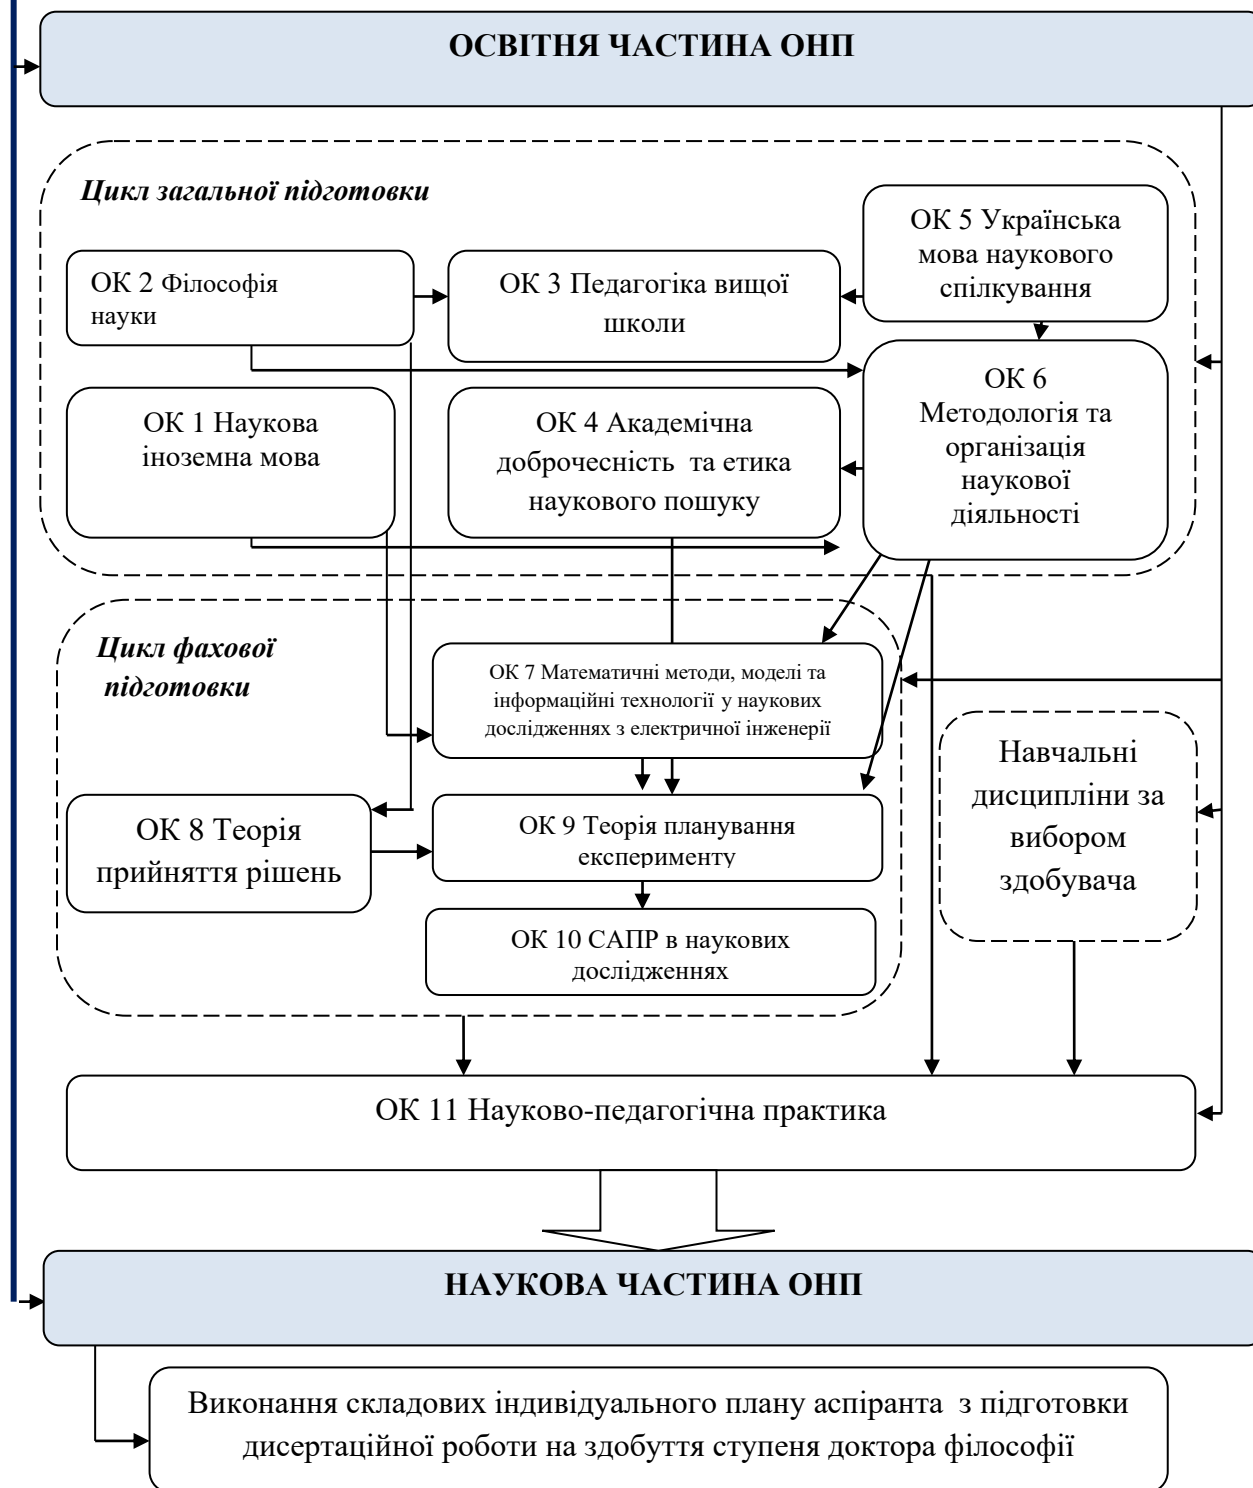 ОСВІТНЯ ЧАСТИНА ОНП
Цикл загальної підготовки
ОК 5 Українська
мова наукового
спілкування
ОК 2 Філософія
науки
ОК 3 Педагогіка вищої
школи
ОК 1 Наукова
іноземна мова
ОК 4 Академічна
доброчесність та етика
наукового пошуку
ОК 6
Методологія та
організація
наукової
діяльності
Цикл фахової
підготовки
ОК 7 Математичні методи, моделі та
інформаційні технології у наукових
дослідженнях з електричної інженерії
Навчальні
дисципліни за
вибором
здобувача
ОК 8 Теорія
прийняття рішень
ОК 9 Теорія планування
експерименту
ОК 10 САПР в наукових
дослідженнях
ОК 11 Науково-педагогічна практика
НАУКОВА ЧАСТИНА ОНП
Виконання складових індивідуального плану аспіранта з підготовки
дисертаційної роботи на здобуття ступеня доктора філософії